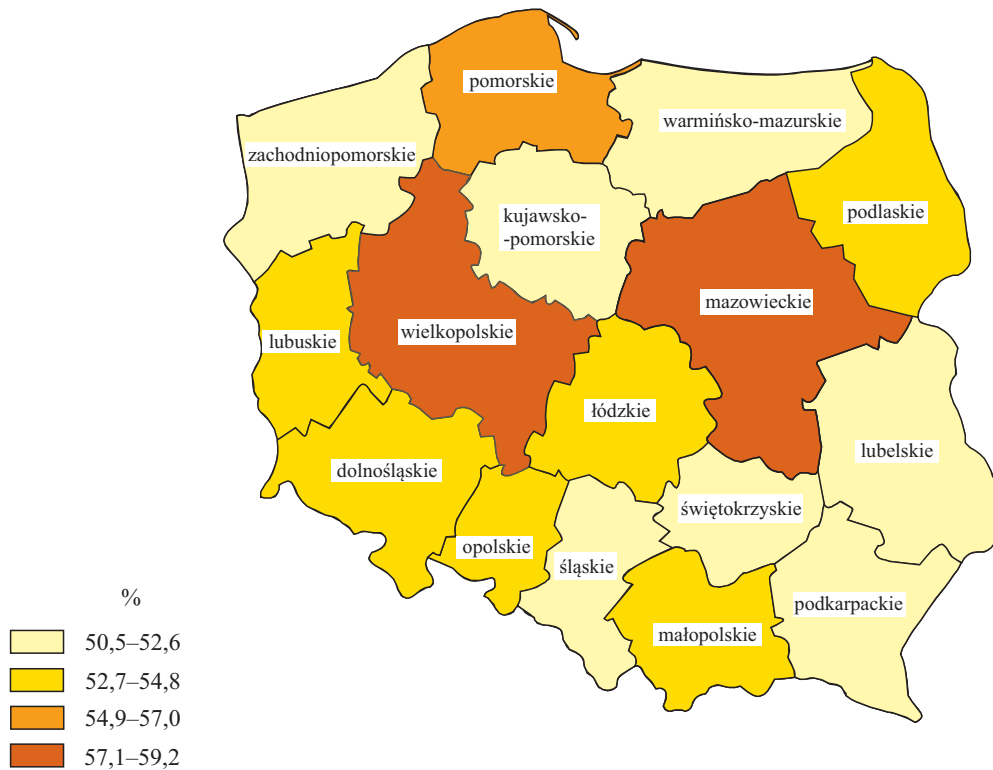 pomorskie
warmińsko-mazurskie
zachodniopomorskie
kujawsko-
-pomorskie
podlaskie
mazowieckie
wielkopolskie
lubuskie
łódzkie
lubelskie
dolnośląskie
świętokrzyskie
opolskie
śląskie
podkarpackie
małopolskie
%
50,5–52,6
52,7–54,8
54,9–57,0
57,1–59,2